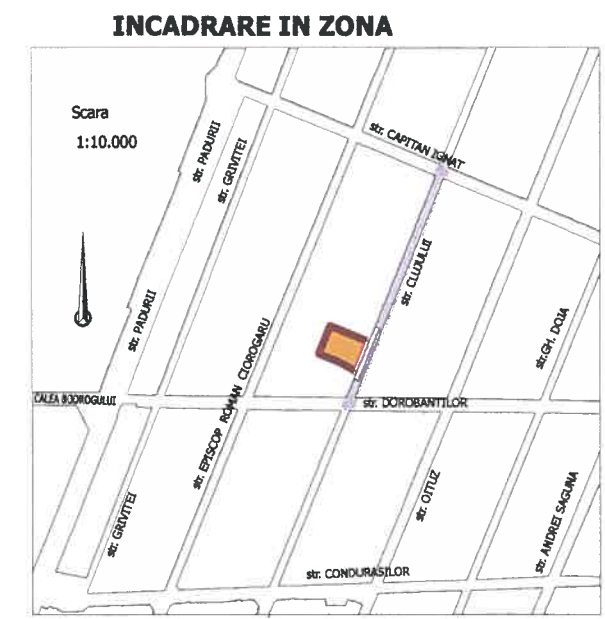 INCADRARE IN ZONA
Scara
1:10.000
str. CAPITAN IGNAT
str. PADURII
str. GRIVITEI
str. CLUJULUI
str. PADURII
str. GH. DOJA
str. EPISCOP ROMAN CIOROGARU
CALEA BODROGULUI
str. DOROBANTILOR
str. GRIVITEI
str. OITUZ
str. ANDREI SAGUNA
str. CONDURASILOR